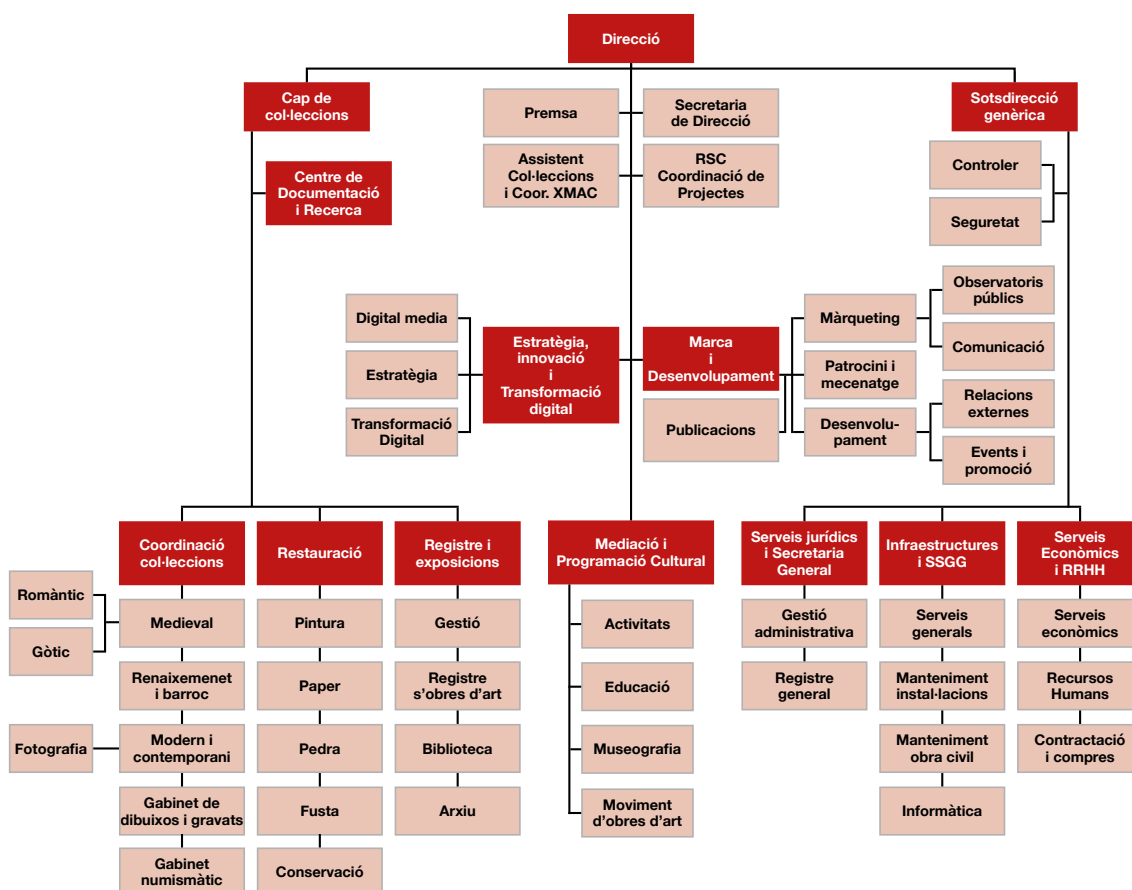 Direcció
Cap de
col·leccions
Premsa
Secretaria
de Direcció
Sotsdirecció
genèrica
Centre de
Documentació
i Recerca
Assistent
Col·leccions
i Coor. XMAC
RSC
Coordinació de
Projectes
Controler
Seguretat
Digital media
Estratègia
Transformació
Digital
Estratègia,
innovació
i
Transformació
digital
Marca
i
Desenvolupament
Publicacions
Màrqueting
Patrocini i
mecenatge
Desenvolu-
pament
Observatoris
públics
Comunicació
Relacions
externes
Events i
promoció
Coordinació
col·leccions
Romàntic
Gòtic
Medieval
Renaixemenet
i barroc
Fotografia
Modern i
contemporani
Gabinet de
dibuixos i gravats
Gabinet
numismàtic
Restauració
Pintura
Paper
Pedra
Fusta
Conservació
Registre i
exposicions
Gestió
Registre
s'obres d'art
Biblioteca
Arxiu
Mediació i
Programació Cultural
Activitats
Educació
Museografia
Moviment
d'obres d'art
Serveis jurídics
i Secretaria
General
Gestió
administrativa
Registre
general
Infraestructures
i SSGG
Serveis
generals
Manteniment
instal·lacions
Manteniment
obra civil
Informàtica
Serveis
Econòmics
i RRHH
Serveis
econòmics
Recursos
Humans
Contractació
i compres